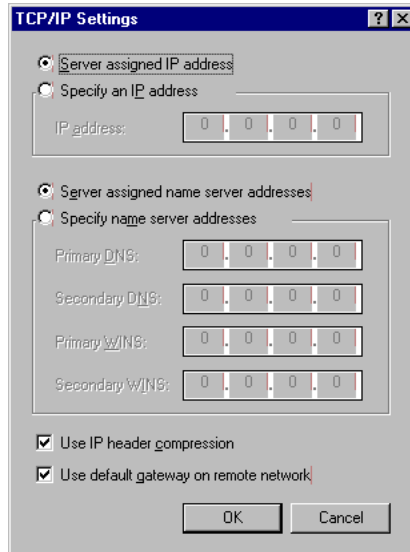 TCP/IP Settings
Server assigned IP address
Specify an IP address
IP address: 0 . 0 . 0 . 0
Server assigned name server addresses
Specify name server addresses
Primary DNS: 0 . 0 . 0 . 0
Secondary DNS: 0 . 0 . 0 . 0
Primary WINS: 0 . 0 . 0 . 0
Secondary WINS: 0 . 0 . 0 . 0
Use IP header compression
Use default gateway on remote network
OK Cancel